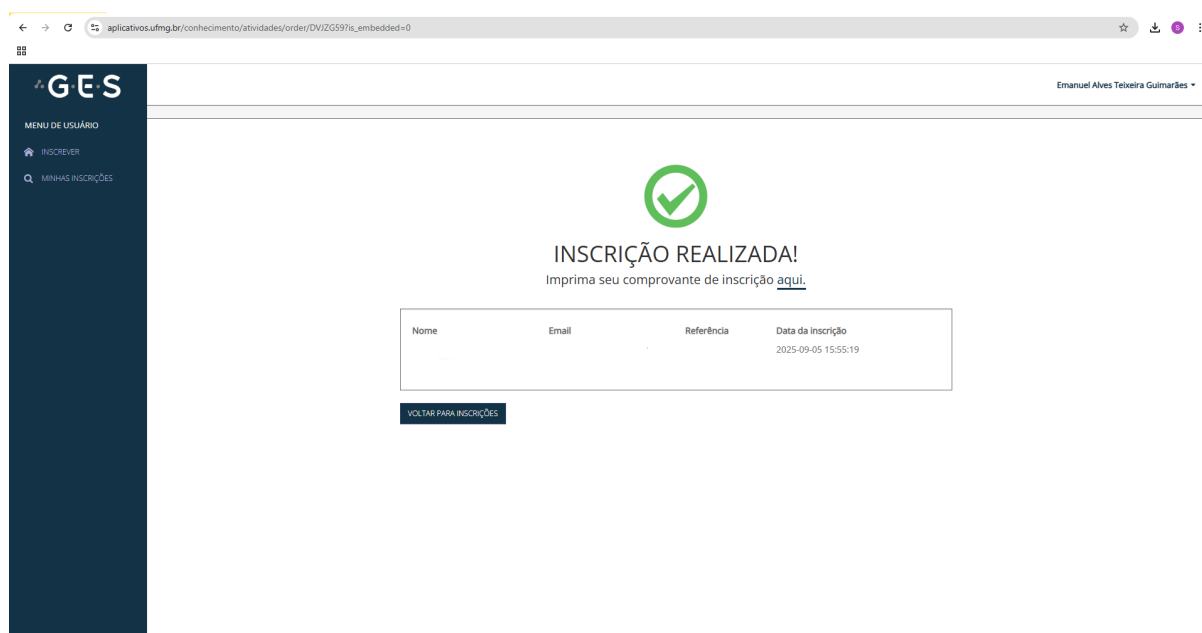 aplicativos.ufmg.br/conhecimento/atividades/order/DVJZG59?is_embedded=0
S
G·E·S
Emanuel Alves Teixeira Guimarães
MENU DE USUÁRIO
INSCREVER
MINHAS INSCRIÇÕES
INSCRIÇÃO REALIZADA!
Imprima seu comprovante de inscrição aqui.
Nome Email Referência Data da inscrição
2025-09-05 15:55:19
VOLTAR PARA INSCRIÇÕES